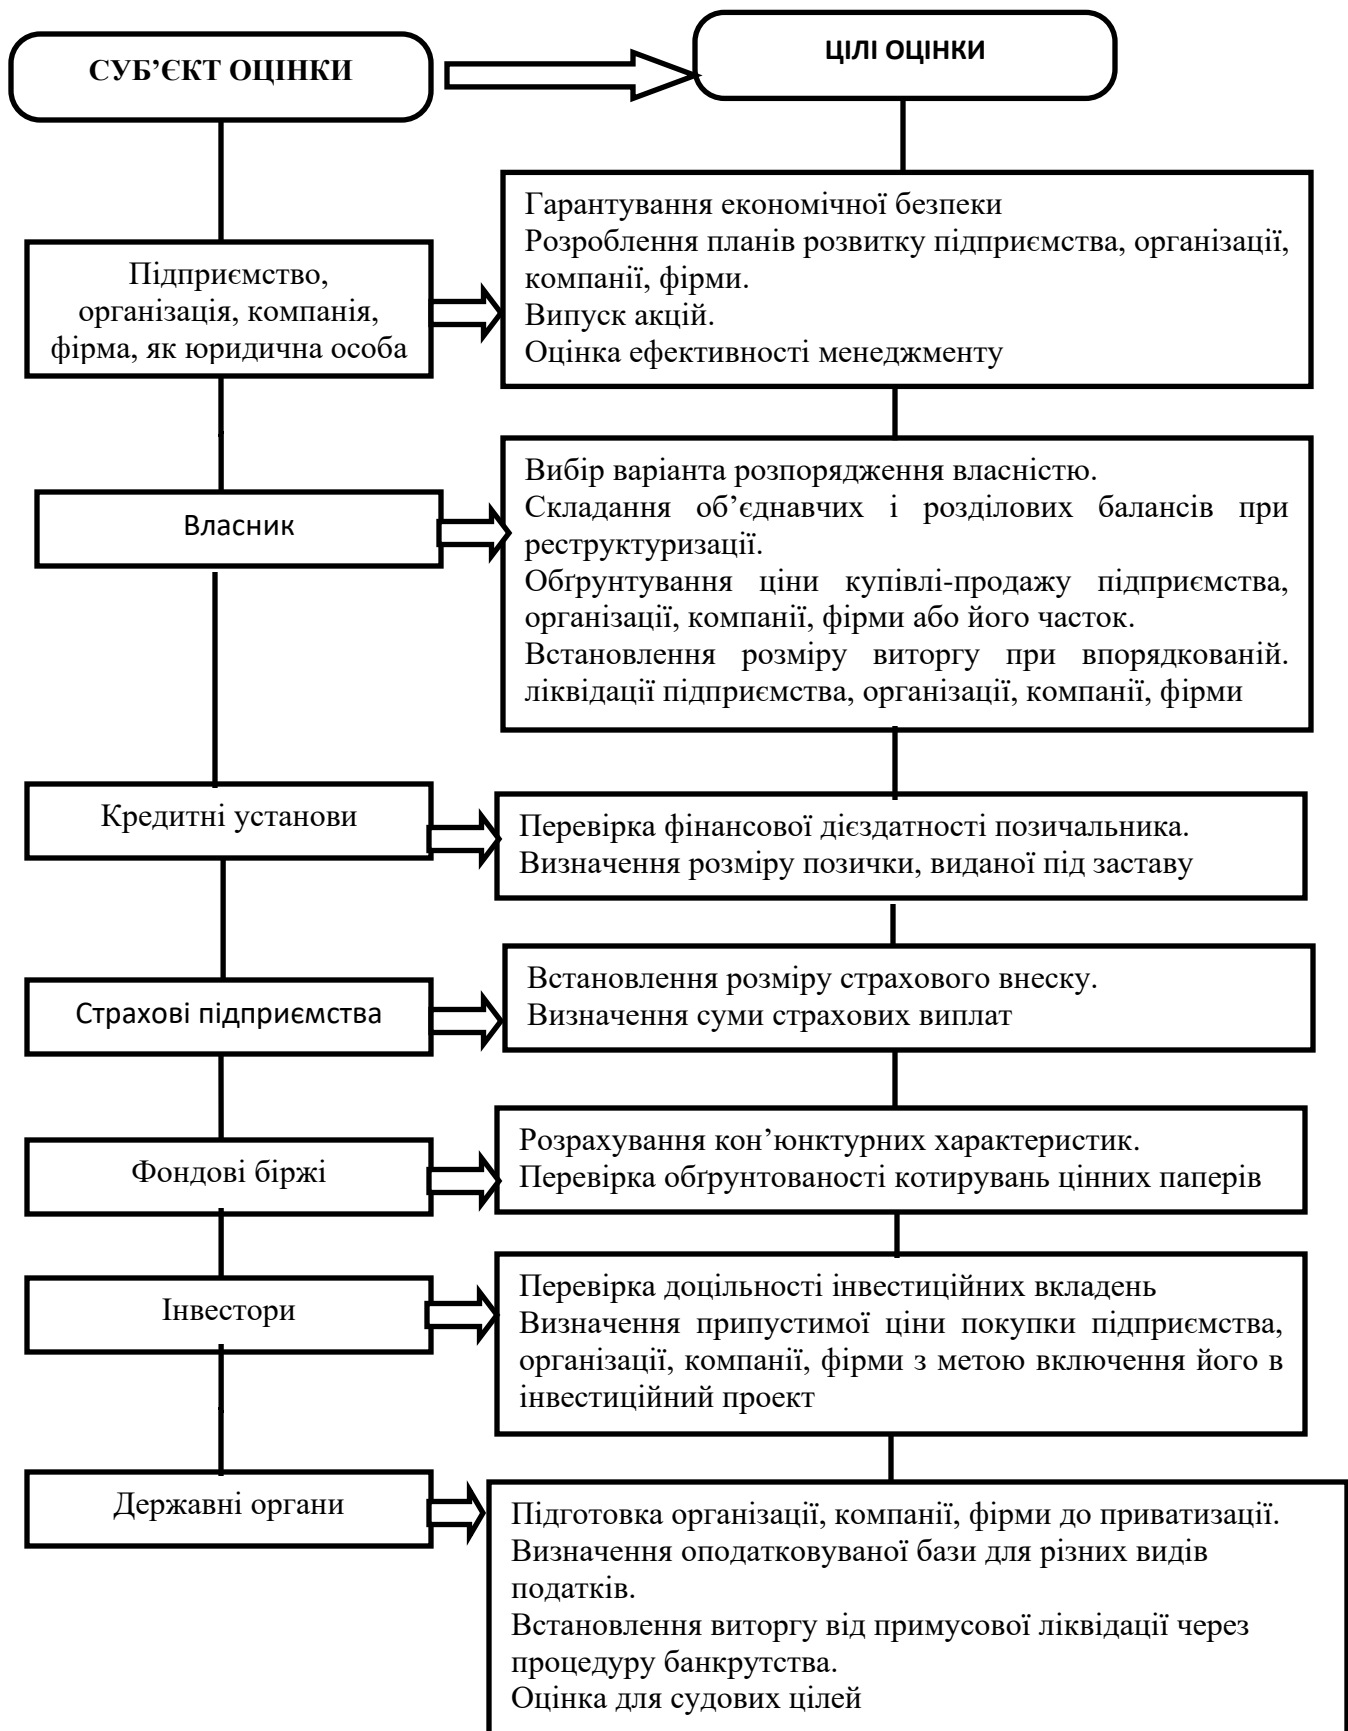 СУБ’ЄКТ ОЦІНКИ
ЦІЛІ ОЦІНКИ
Підприємство,
організація, компанія,
фірма, як юридична особа
Гарантування економічної безпеки
Розроблення планів розвитку підприємства, організації,
компанії, фірми.
Випуск акцій.
Оцінка ефективності менеджменту
Власник
Вибір варіанта розпорядження власністю.
Складання об’єднавчих і розділових балансів при
реструктуризації.
Обґрунтування ціни купівлі-продажу підприємства,
організації, компанії, фірми або його часток.
Встановлення розміру виторгу при впорядкованій.
ліквідації підприємства, організації, компанії, фірми
Кредитні установи
Перевірка фінансової дієздатності позичальника.
Визначення розміру позички, виданої під заставу
Страхові підприємства
Встановлення розміру страхового внеску.
Визначення суми страхових виплат
Фондові біржі
Розрахування кон’юнктурних характеристик.
Перевірка обґрунтованості котирувань цінних паперів
Інвестори
Перевірка доцільності інвестиційних вкладень
Визначення припустимої ціни покупки підприємства,
організації, компанії, фірми з метою включення його в
інвестиційний проект
Державні органи
Підготовка організації, компанії, фірми до приватизації.
Визначення оподатковуваної бази для різних видів
податків.
Встановлення виторгу від примусової ліквідації через
процедуру банкрутства.
Оцінка для судових цілей